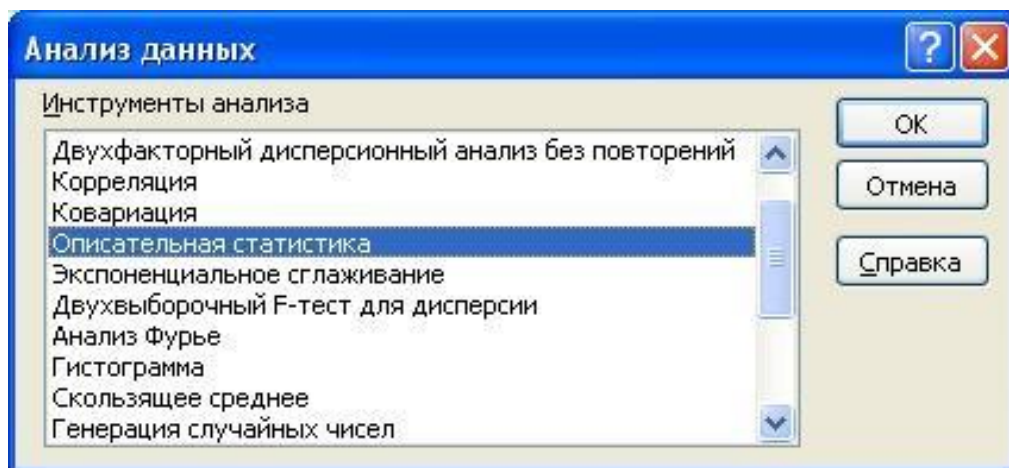 Анализ данных
Инструменты анализа
Двухфакторный дисперсионный анализ без повторений
Корреляция
Ковариация
Описательная статистика
Экспоненциальное сглаживание
Двухвыборочный F-тест для дисперсии
Анализ Фурье
Гистограмма
Скользящее среднее
Генерация случайных чисел
ОК
Отмена
Справка